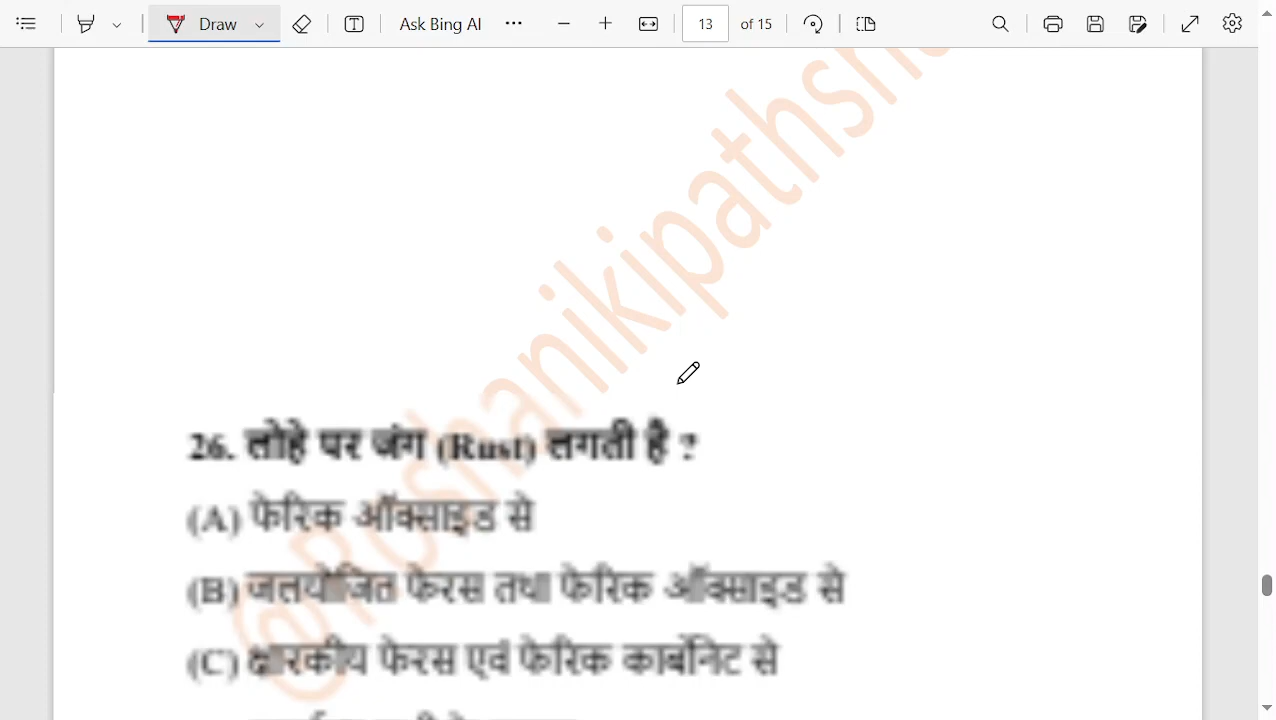 Draw
Ask Bing AI
13 of 15
@Roshanikipathsha
26. लोहे पर जंग (Rust) लगती है ?
(A) फेरिक ऑक्साइड से
(B) जलयोजित फेरस तथा फेरिक ऑक्साइड से
(C) क्षारकीय फेरस एवं फेरिक कार्बोनेट से